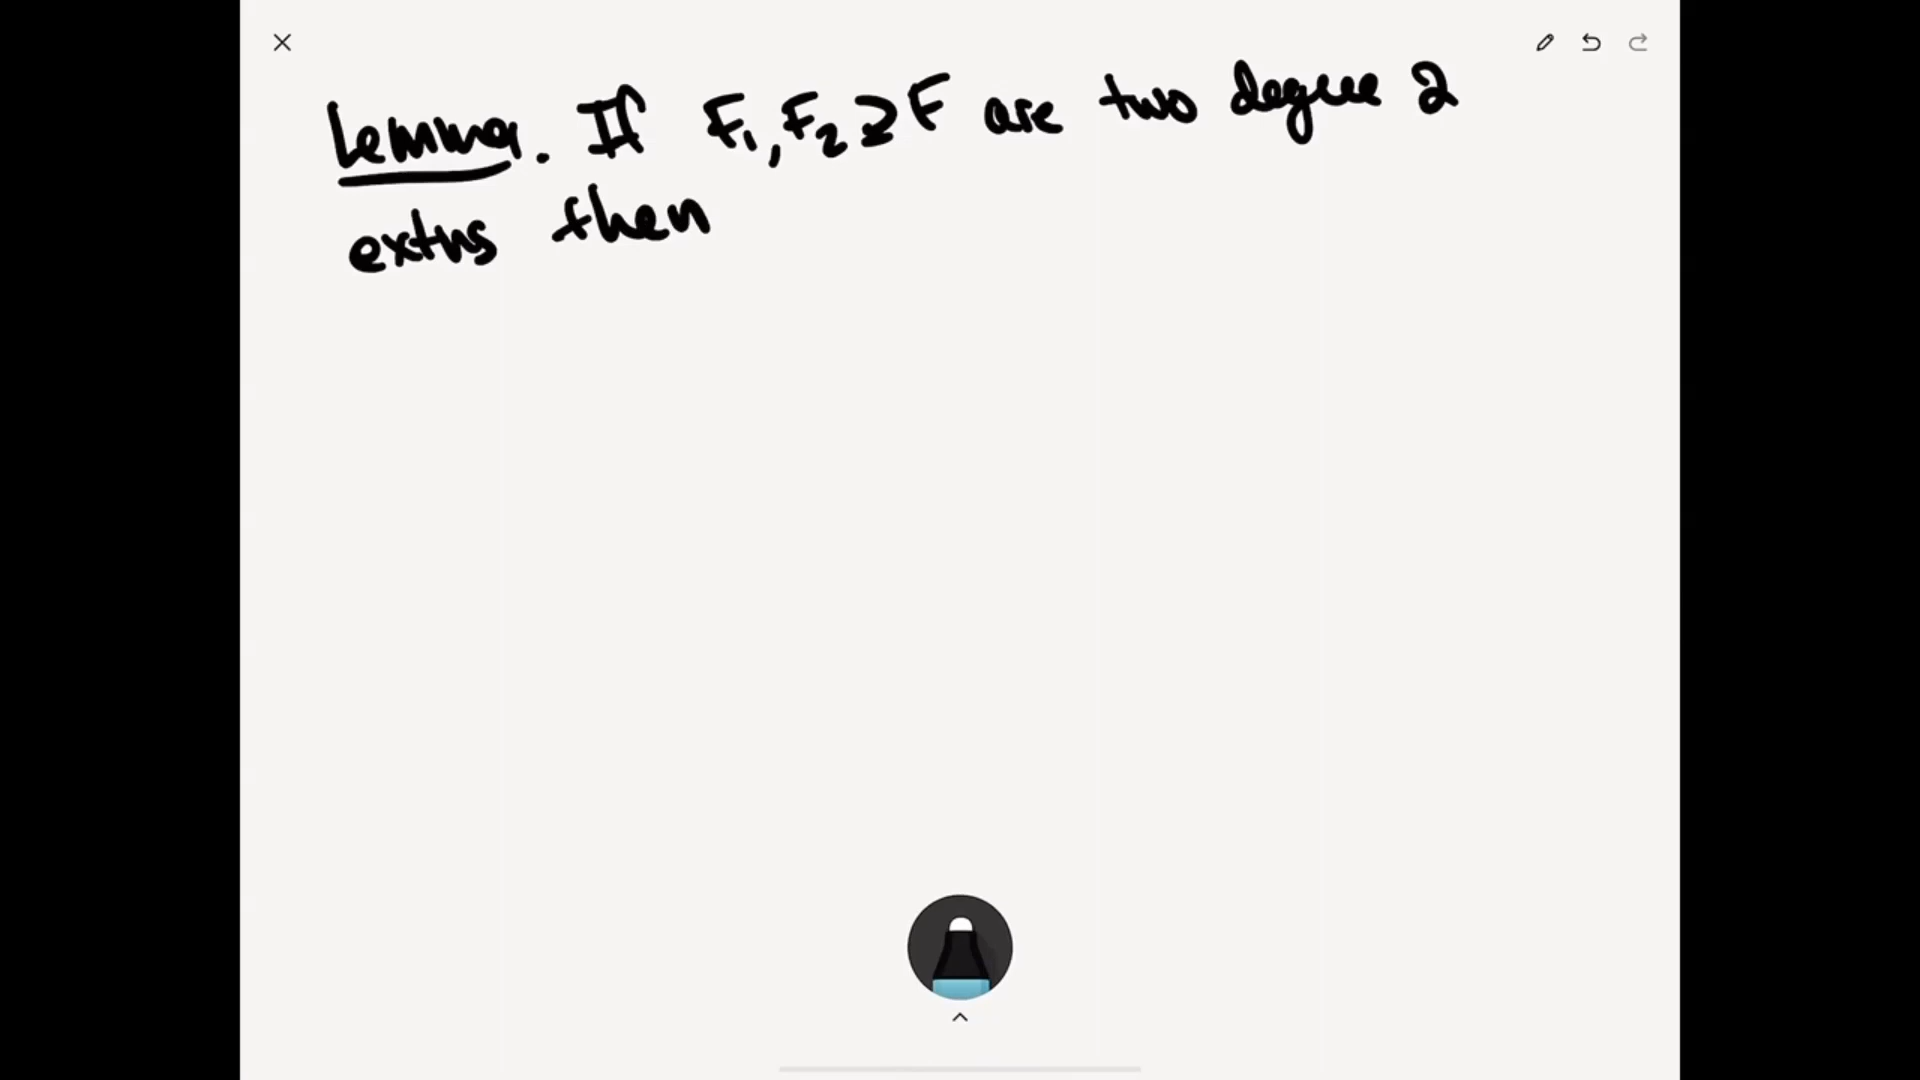 Lemma. If F₁, F₂ ⊇ F are two degree 2
extns then